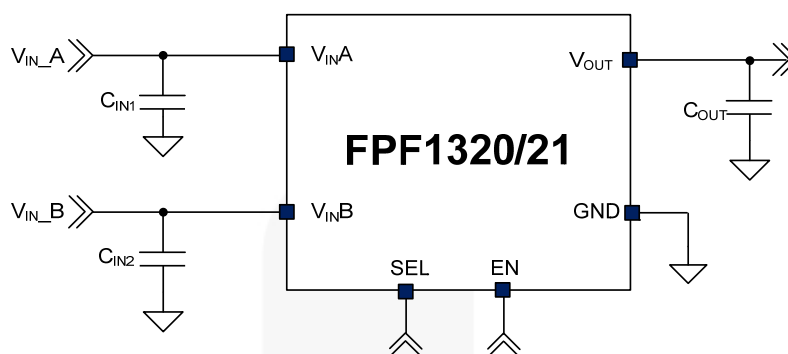 V_IN_A
V_INA
V_OUT
C_IN1
C_OUT
FPF1320/21
V_IN_B
V_INB
GND
C_IN2
SEL
EN